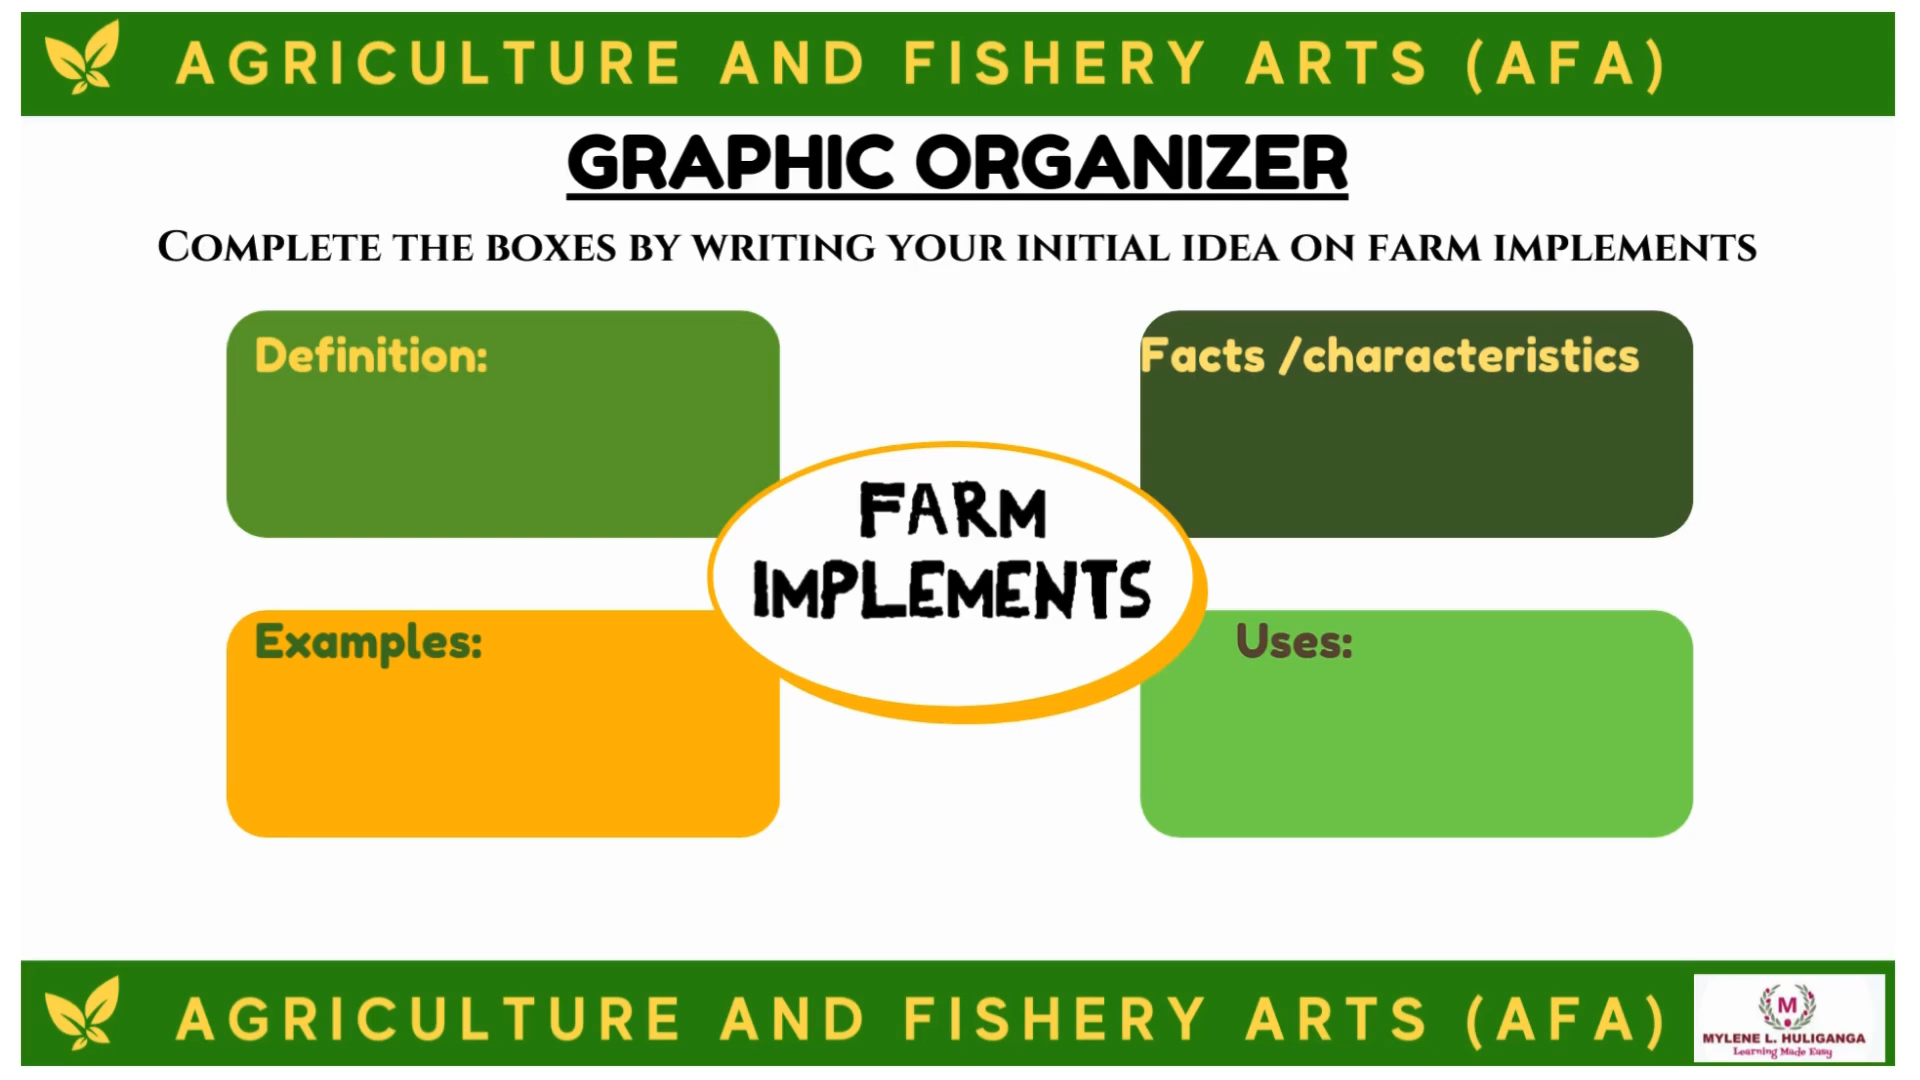 AGRICULTURE AND FISHERY ARTS (AFA)
GRAPHIC ORGANIZER
COMPLETE THE BOXES BY WRITING YOUR INITIAL IDEA ON FARM IMPLEMENTS
Definition:
Facts /characteristics
FARM
IMPLEMENTS
Examples:
Uses:
AGRICULTURE AND FISHERY ARTS (AFA)
M
MYLENE L. HULIGANGA
Learning Made Easy